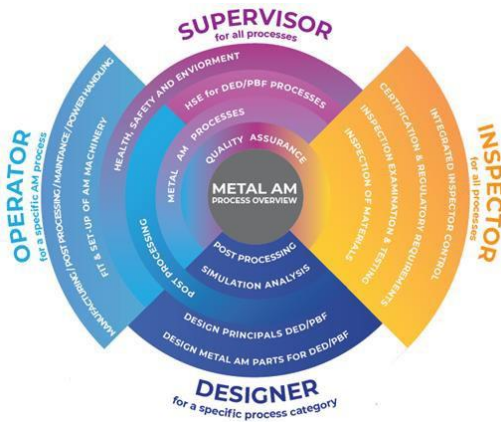 SUPERVISOR
for all processes
HEALTH, SAFETY AND ENVIORMENT
HSE for DED/PBF PROCESSES
METAL AM PROCESSES
QUALITY ASSURANCE
METAL AM
PROCESS OVERVIEW
OPERATOR
for a specific AM process
MANUFACTURING / POST PROCESSING / MAINTANCE / POWER HANDLING
FIT & SET-UP OF AM MACHINERY
POST PROCESSING
INSPECTOR
for all processes
INTEGRATED INSPECTOR CONTROL
CERTIFICATION & REGULATORY REQUIREMENTS
INSPECTION EXAMINATION & TESTING
INSPECTION OF MATERIALS
POST PROCESSING
SIMULATION ANALYSIS
DESIGN PRINCIPALS DED/PBF
DESIGN METAL AM PARTS FOR DED/PBF
DESIGNER
for a specific process category